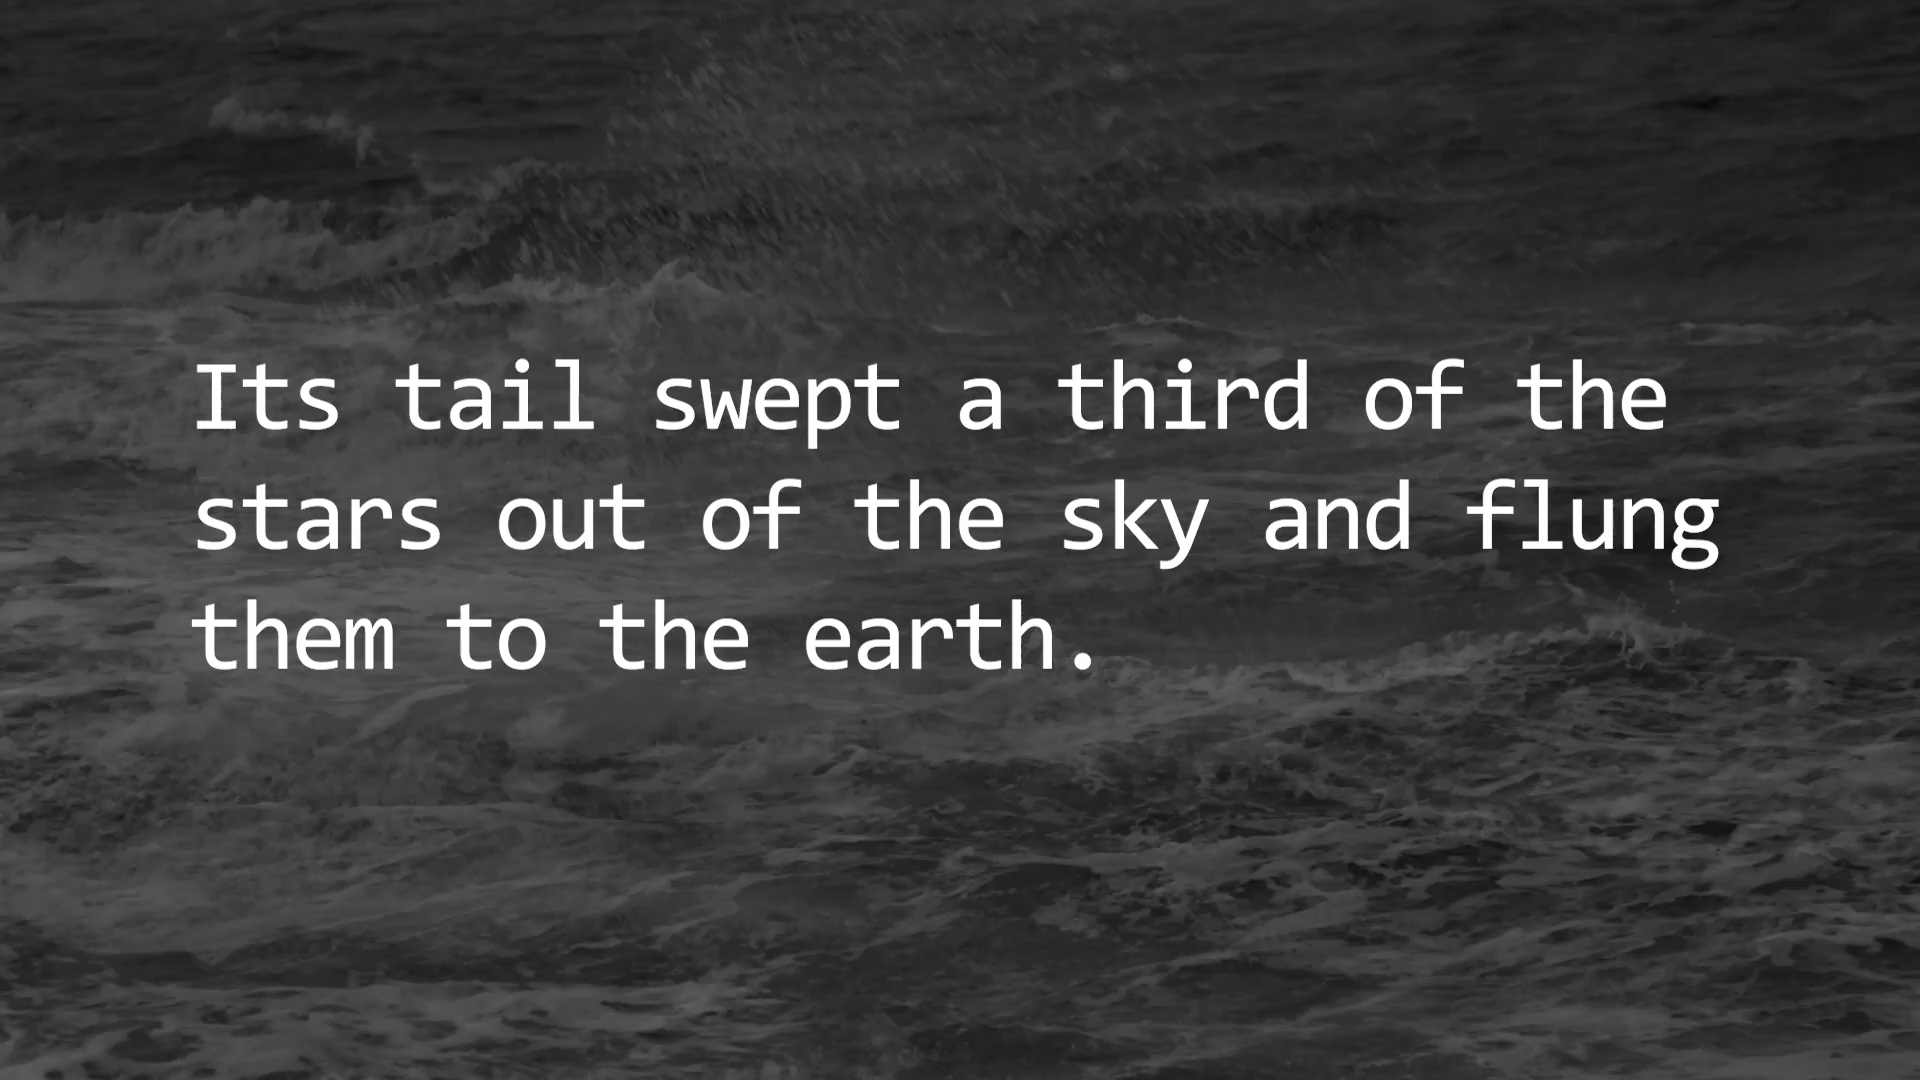 Its tail swept a third of the
stars out of the sky and flung
them to the earth.